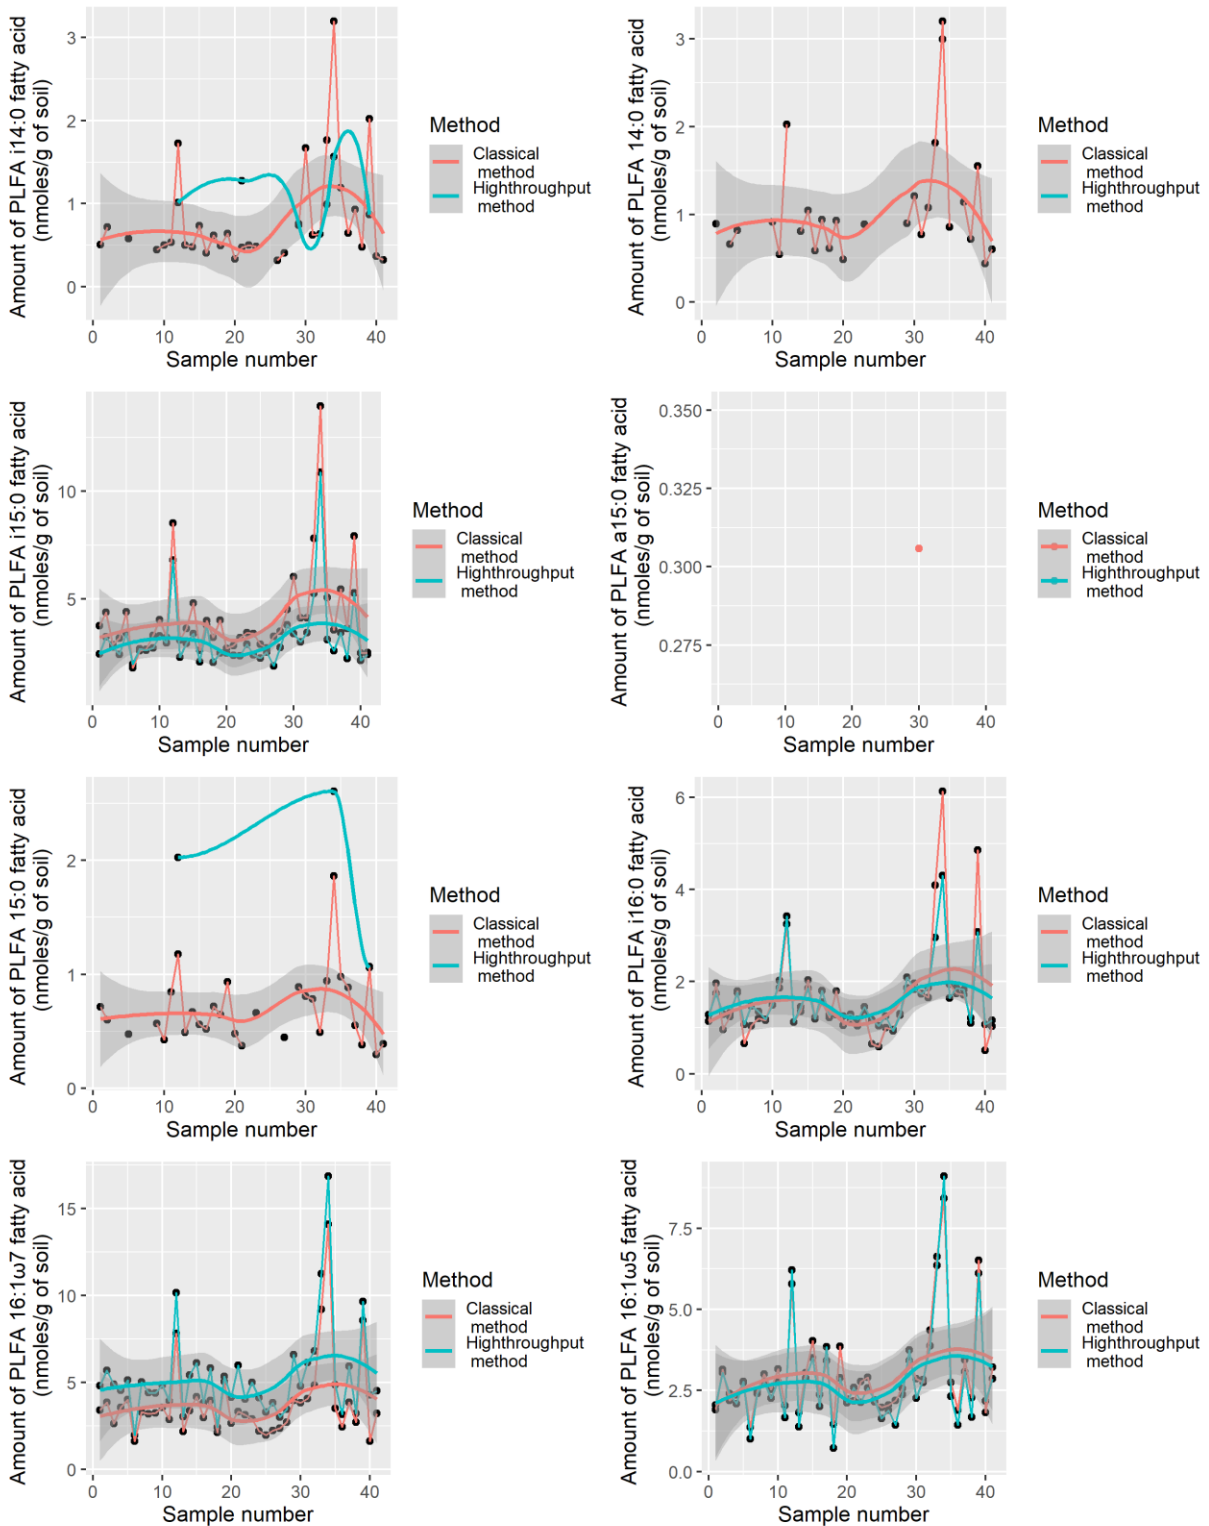 Amount of PLFA i14:0 fatty acid
(nmoles/g of soil)
3
2
1
0
0 10 20 30 40
Sample number
Method
Classical
method
Highthroughput
method
Amount of PLFA 14:0 fatty acid
(nmoles/g of soil)
3
2
1
0
0 10 20 30 40
Sample number
Method
Classical
method
Highthroughput
method
Amount of PLFA i15:0 fatty acid
(nmoles/g of soil)
10
5
0 10 20 30 40
Sample number
Method
Classical
method
Highthroughput
method
Amount of PLFA a15:0 fatty acid
(nmoles/g of soil)
0.350
0.325
0.300
0.275
0 10 20 30 40
Sample number
Method
Classical
method
Highthroughput
method
Amount of PLFA 15:0 fatty acid
(nmoles/g of soil)
2
1
0
0 10 20 30 40
Sample number
Method
Classical
method
Highthroughput
method
Amount of PLFA i16:0 fatty acid
(nmoles/g of soil)
6
4
2
0
0 10 20 30 40
Sample number
Method
Classical
method
Highthroughput
method
Amount of PLFA 16:1ω7 fatty acid
(nmoles/g of soil)
15
10
5
0
0 10 20 30 40
Sample number
Method
Classical
method
Highthroughput
method
Amount of PLFA 16:1ω5 fatty acid
(nmoles/g of soil)
7.5
5.0
2.5
0.0
0 10 20 30 40
Sample number
Method
Classical
method
Highthroughput
method